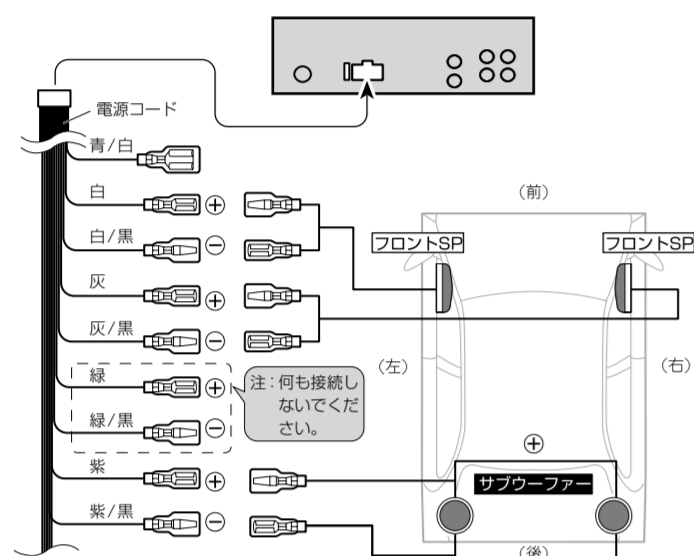 電源コード
青/白
白
⊕
白/黒
⊖
灰
⊕
灰/黒
⊖
緑
⊕
緑/黒
⊖
注：何も接続し
ないでくだ
さい。
紫
⊕
紫/黒
⊖
(前)
フロントSP
フロントSP
(左)
(右)
⊕
サブウーファー
(後)